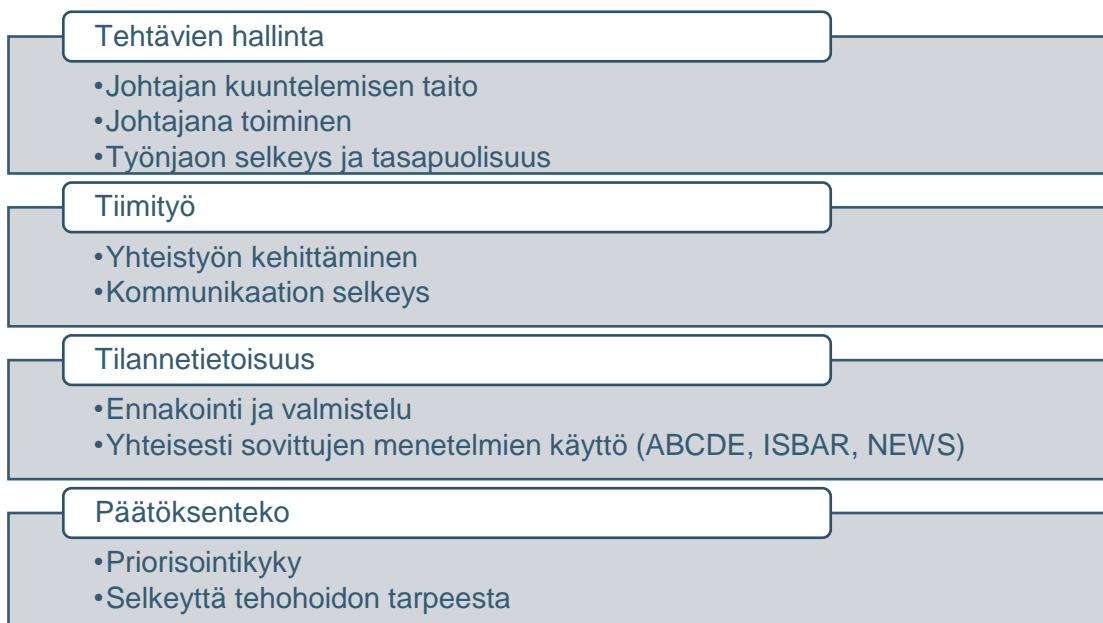 Tehtävien hallinta
•Johtajan kuuntelemisen taito
•Johtajana toiminen
•Työnjaon selkeys ja tasapuolisuus
Tiimityö
•Yhteistyön kehittäminen
•Kommunikaation selkeys
Tilannetietoisuus
•Ennakointi ja valmistelu
•Yhteisesti sovittujen menetelmien käyttö (ABCDE, ISBAR, NEWS)
Päätöksenteko
•Priorisointikyky
•Selkeyttä tehohoidon tarpeesta